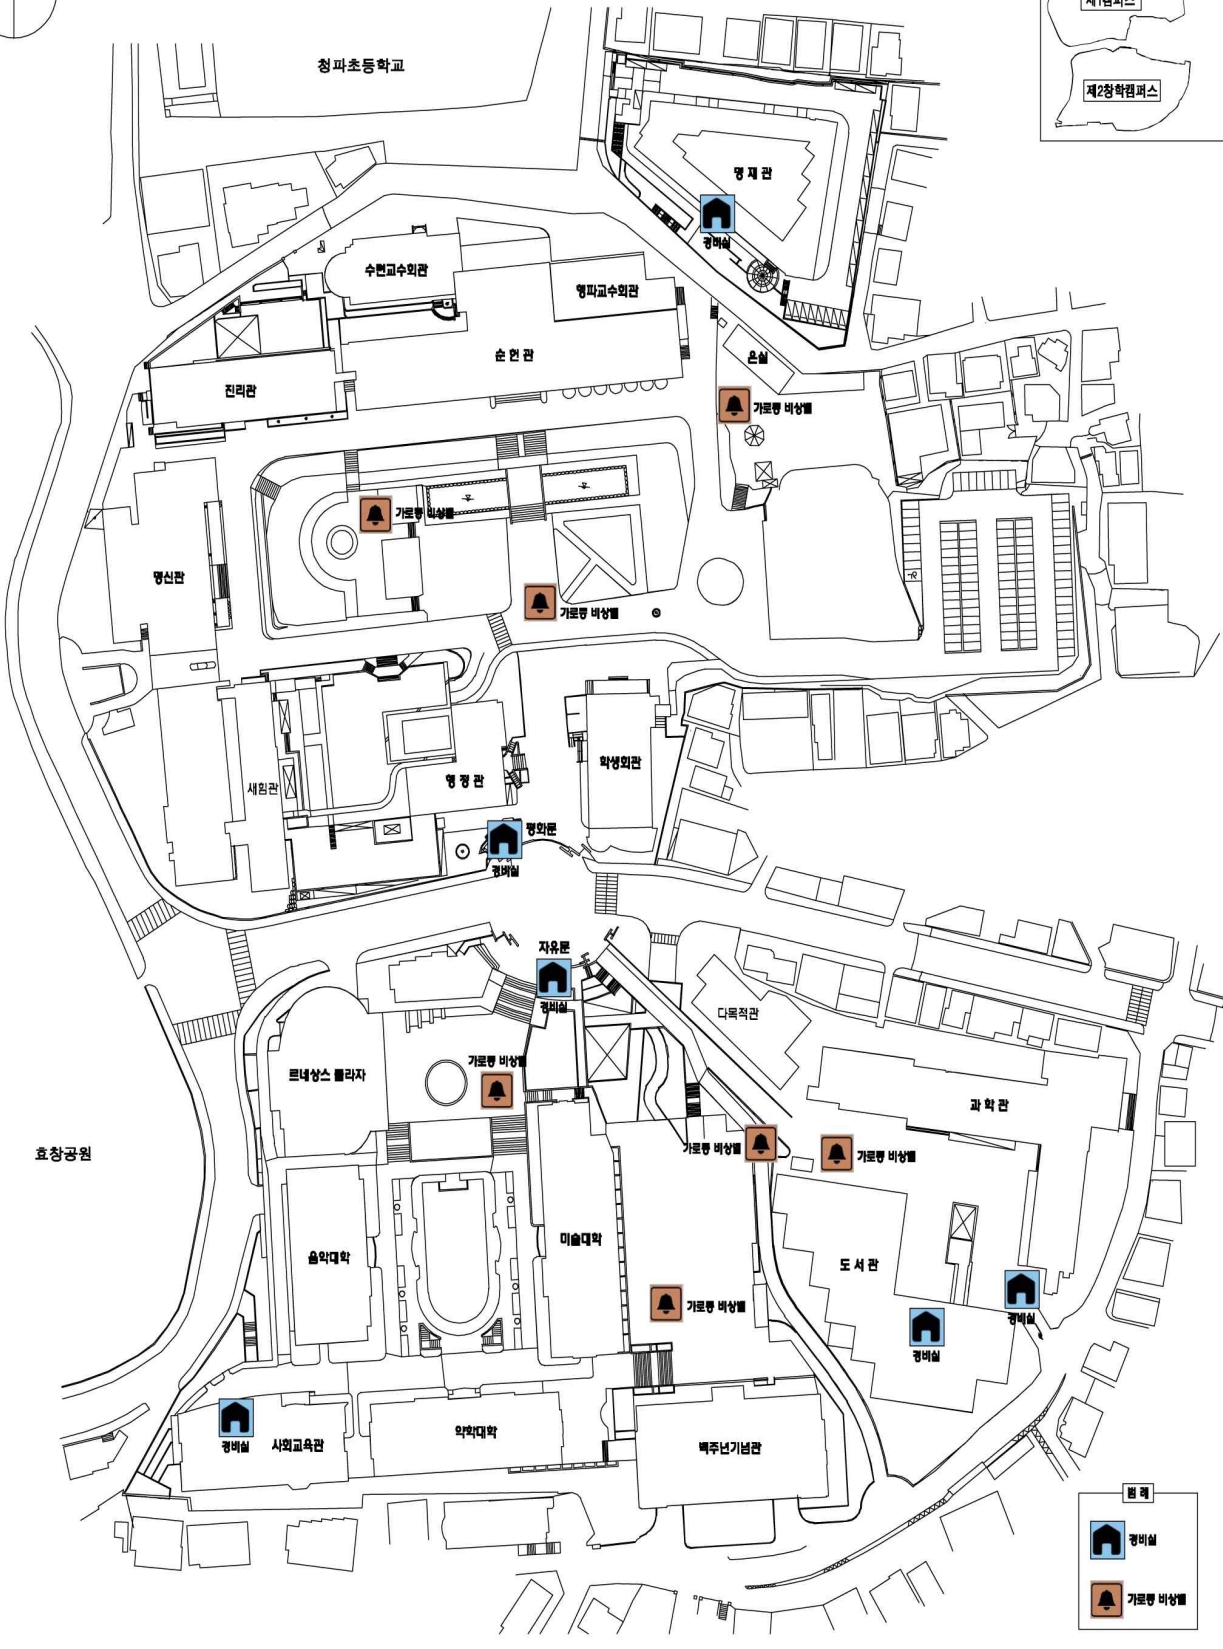 제1캠퍼스
청파초등학교
제2창학캠퍼스
명 재 관
경비실
수련교수회관
행파교수회관
순 헌 관
온실
진리관
가로등 비상벨
가로등 비상벨
명신관
가로등 비상벨
학생회관
행 정 관
새힘관
평화문
경비실
자유문
경비실
다목적관
가로등 비상벨
르네상스 플라자
과 학 관
효창공원
가로등 비상벨
가로등 비상벨
미술대학
음악대학
도 서 관
가로등 비상벨
경비실
경비실
약학대학
사회교육관
경비실
백주년기념관
범 례
경비실
가로등 비상벨